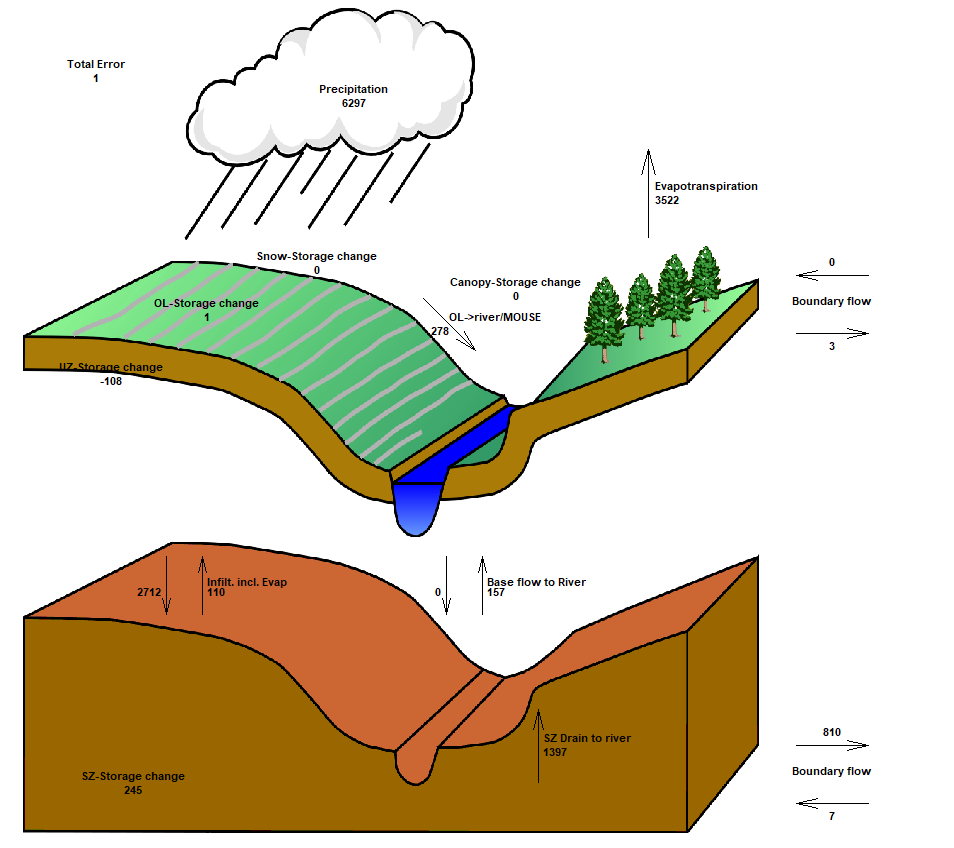 Total Error
1
Precipitation
6297
Evapotranspiration
3522
Snow-Storage change
0
Canopy-Storage change
0
0
Boundary flow
3
OL-Storage change
1
OL->river/MOUSE
278
UZ-Storage change
-108
Infilt. incl. Evap
2712
110
Base flow to River
0
157
SZ Drain to river
1397
810
Boundary flow
7
SZ-Storage change
245